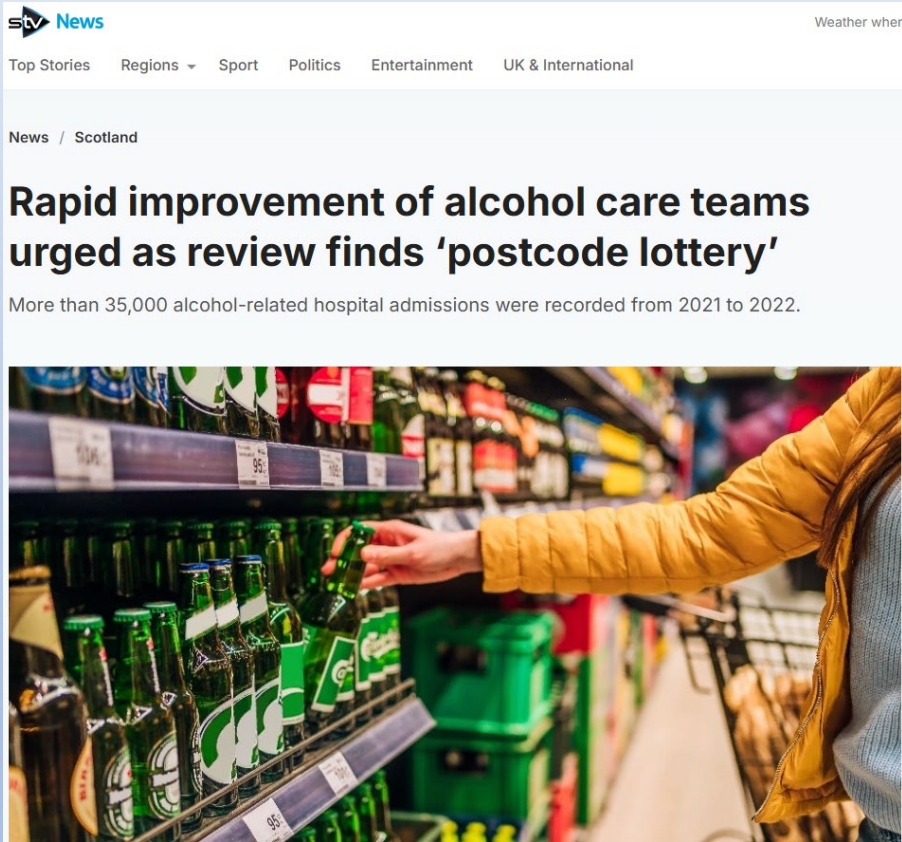 stv News
Weather wher
Top Stories Regions Sport Politics Entertainment UK & International
News / Scotland
Rapid improvement of alcohol care teams
urged as review finds ‘postcode lottery’
More than 35,000 alcohol-related hospital admissions were recorded from 2021 to 2022.
95
95